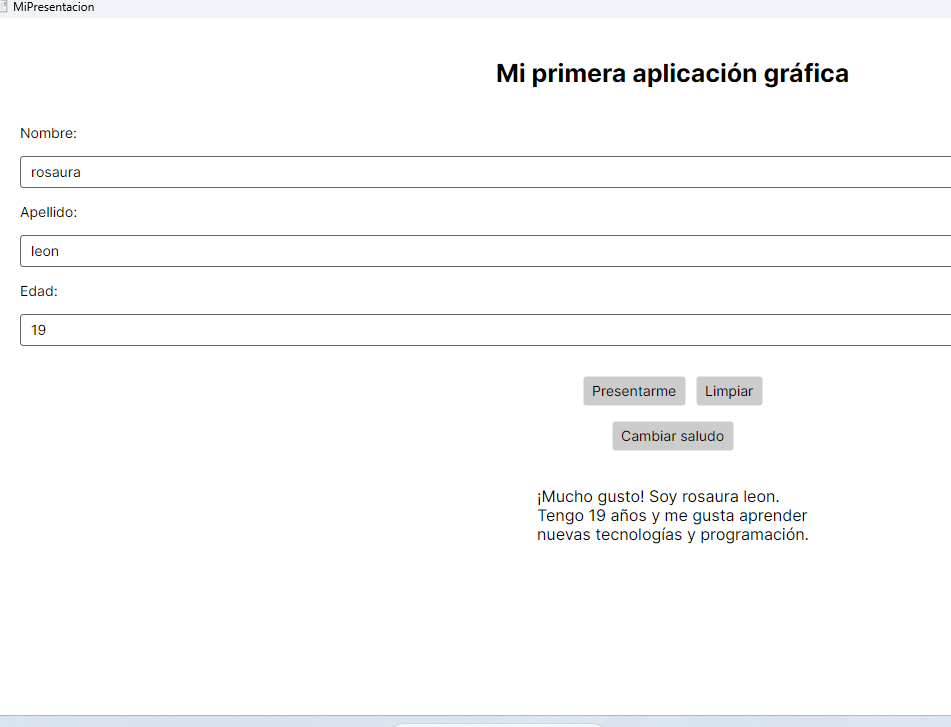 MiPresentacion
Mi primera aplicación gráfica
Nombre:
rosaura
Apellido:
leon
Edad:
19
Presentarme Limpiar
Cambiar saludo
¡Mucho gusto! Soy rosaura leon.
Tengo 19 años y me gusta aprender
nuevas tecnologías y programación.